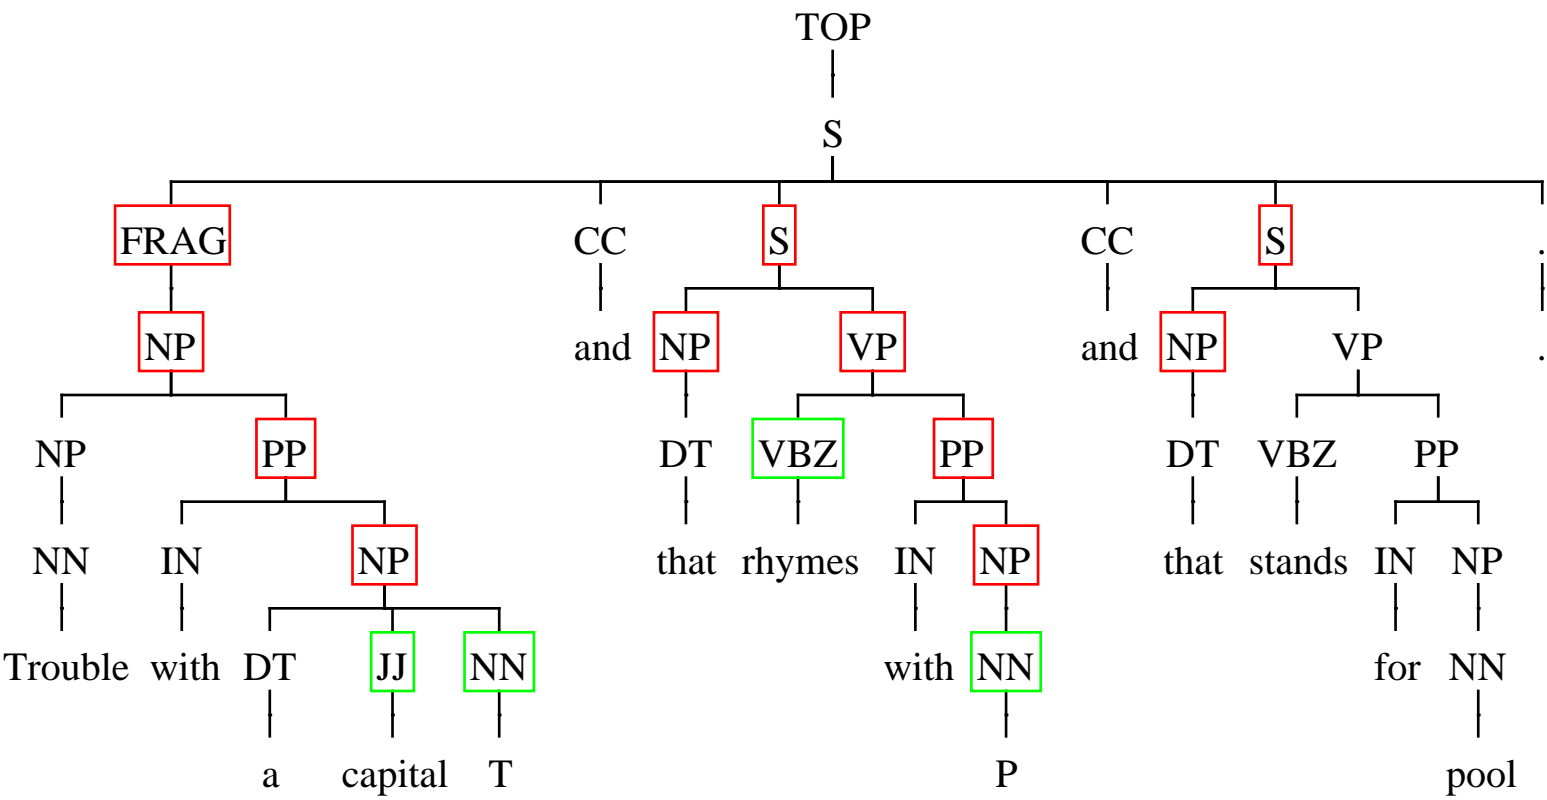 TOP
S
FRAG CC S CC S .
NP and NP VP and NP VP .
NP PP DT VBZ PP DT VBZ PP
NN IN NP that rhymes IN NP that stands IN NP
Trouble with DT JJ NN with NN for NN
a capital T P pool